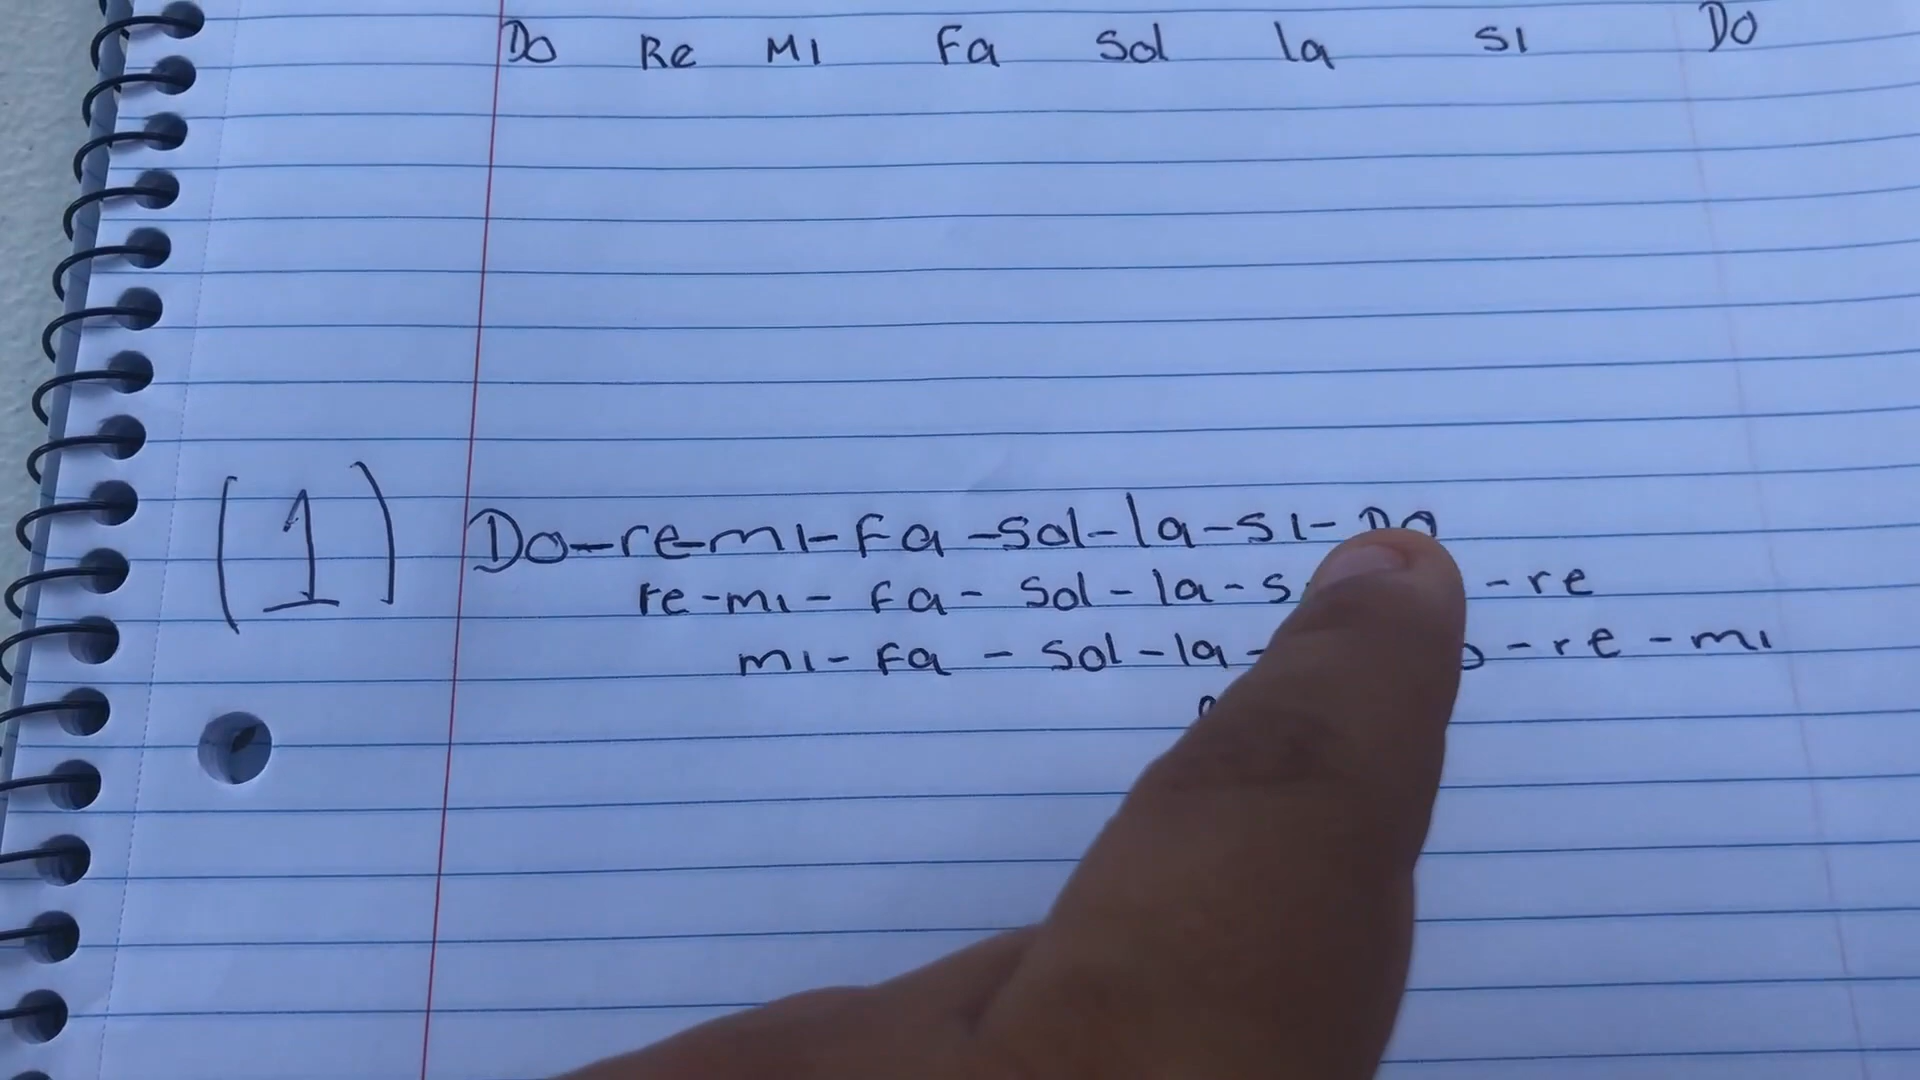 Do Re MI Fa Sol la SI DO
(1) Do-re-mi-Fa-sol-la-si-Do
re-mi-fa-sol-la- -re
mi-fa-sol-la- -re-mi